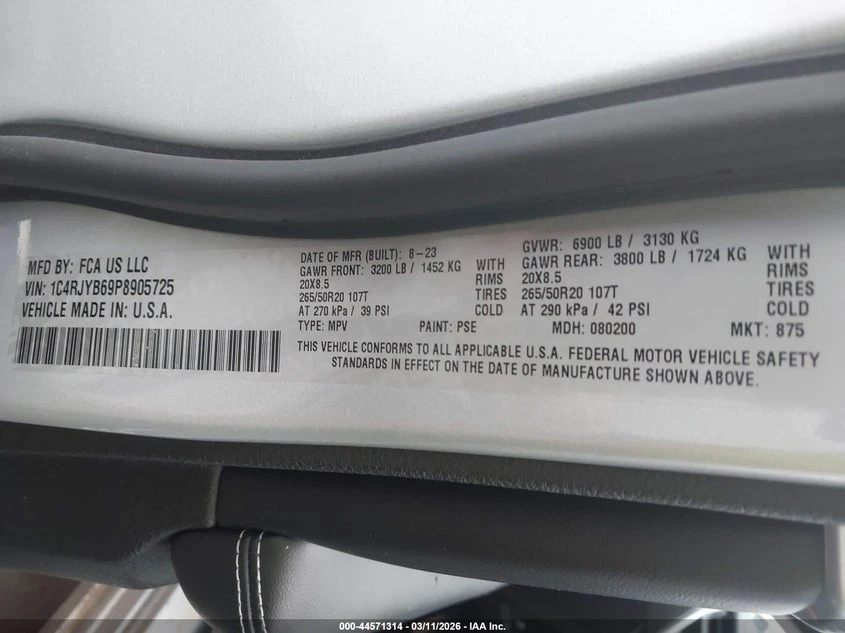 MFD BY: FCA US LLC
VIN: 1C4RJYB69P8905725
VEHICLE MADE IN: U.S.A.
DATE OF MFR (BUILT): 8-23
GAWR FRONT: 3200 LB / 1452 KG WITH
20X8.5 RIMS
265/50R20 107T TIRES
AT 270 kPa / 39 PSI COLD
TYPE: MPV PAINT: PSE
GVWR: 6900 LB / 3130 KG
GAWR REAR: 3800 LB / 1724 KG WITH
20X8.5 RIMS
265/50R20 107T TIRES
AT 290 kPa / 42 PSI COLD
MDH: 080200 MKT: 875
THIS VEHICLE CONFORMS TO ALL APPLICABLE U.S.A. FEDERAL MOTOR VEHICLE SAFETY
STANDARDS IN EFFECT ON THE DATE OF MANUFACTURE SHOWN ABOVE.
000-44571314 | 03/11/2026 - IAA Inc.